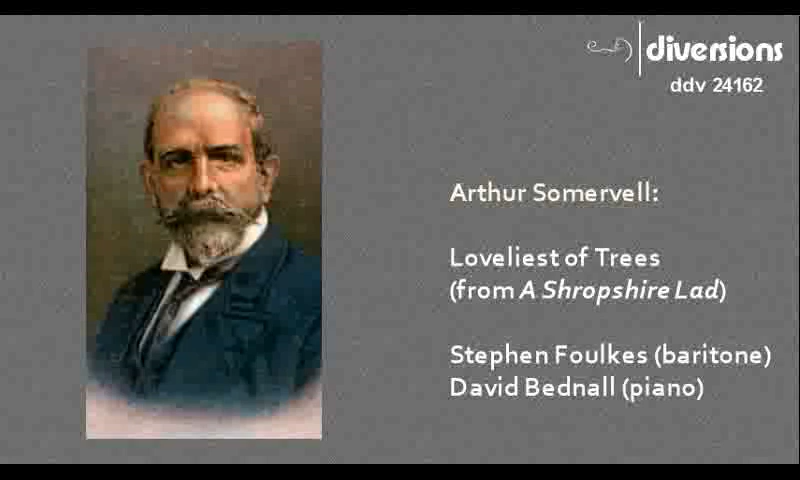 diversions
ddv 24162
Arthur Somervell:
Loveliest of Trees
(from A Shropshire Lad)
Stephen Foulkes (baritone)
David Bednall (piano)